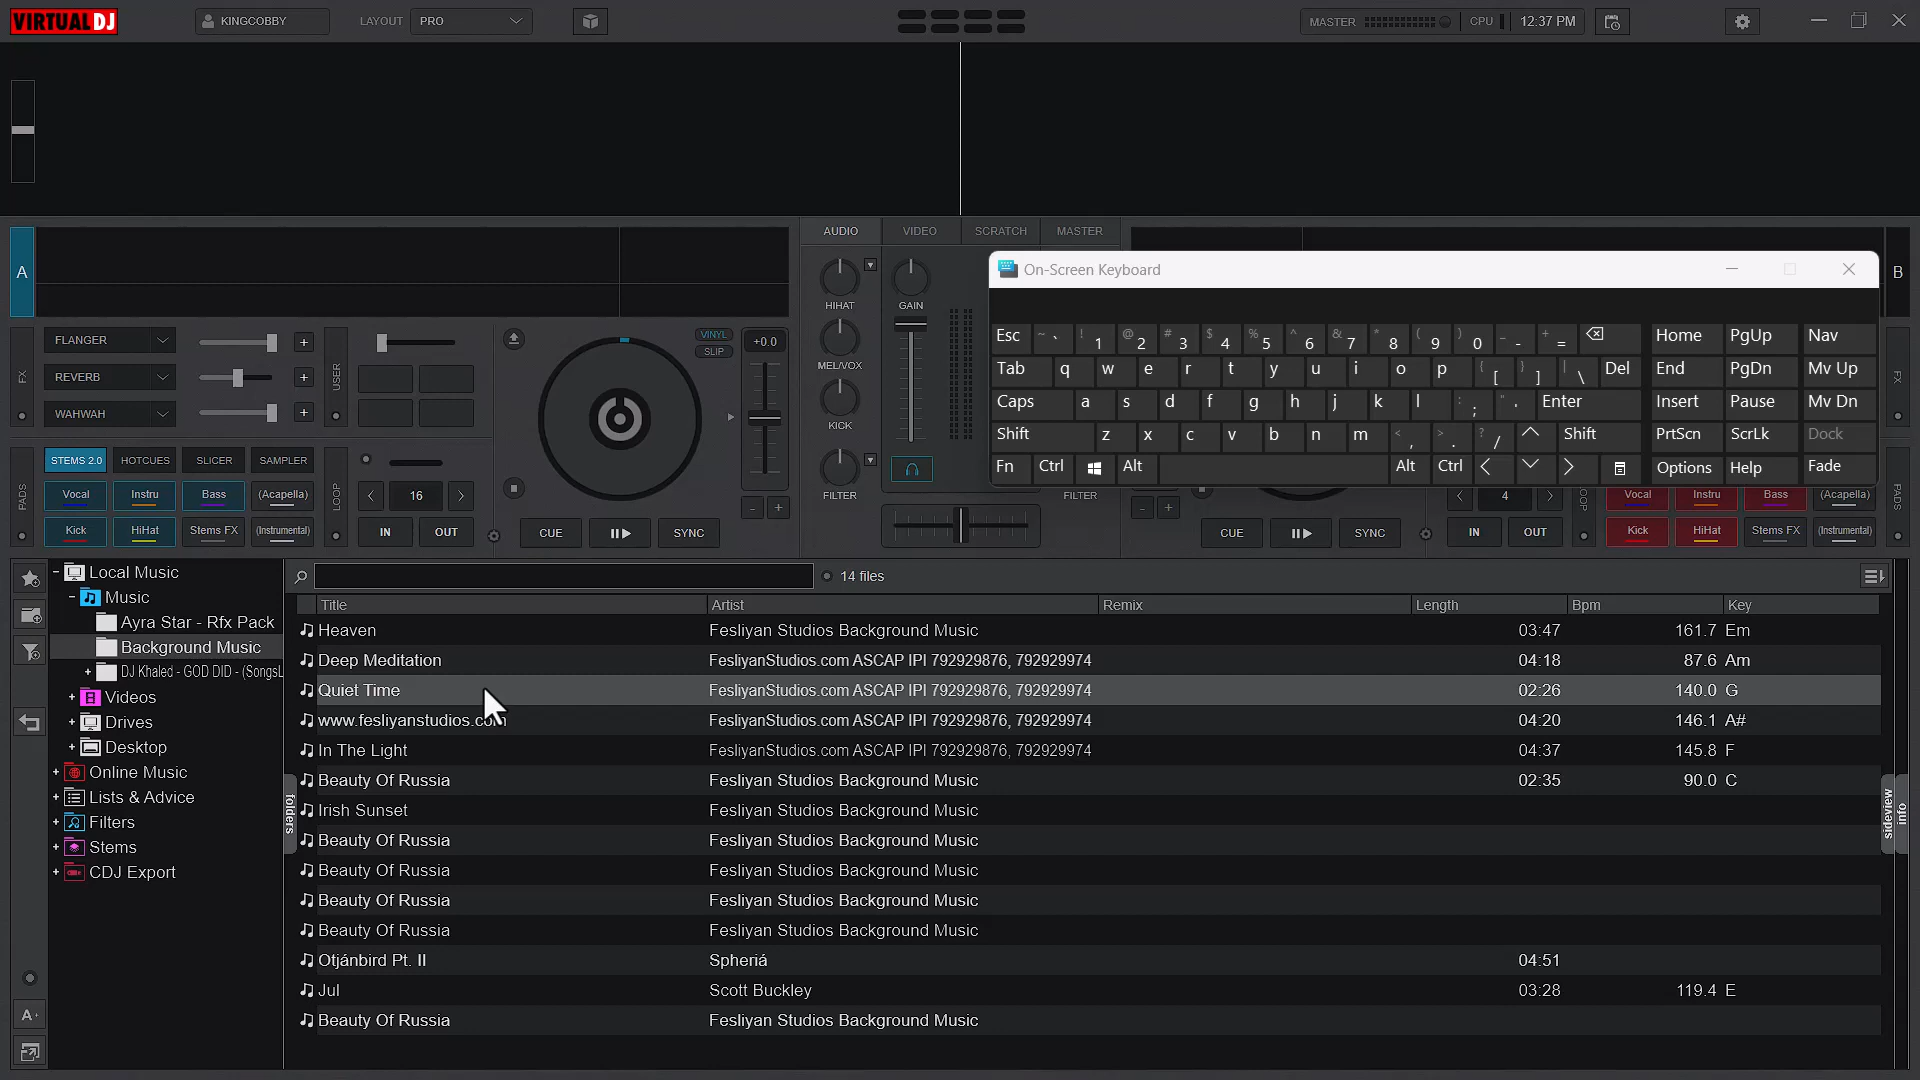 VIRTUAL DJ
KINGCOBBY
LAYOUT
PRO
MASTER
CPU
12:37 PM
A
AUDIO
VIDEO
SCRATCH
MASTER
B
On-Screen Keyboard
Esc ~ ` ! 1 @ 2 # 3 $ 4 % 5 ^ 6 & 7 * 8 ( 9 ) 0 _ - + = Home PgUp Nav
Tab q w e r t y u i o p { [ } ] | \ Del End PgDn Mv Up
Caps a s d f g h j k l : ; " ' Enter Insert Pause Mv Dn
Shift z x c v b n m < , > . ? / Shift PrtScn ScrLk Dock
Fn Ctrl Alt Alt Ctrl Options Help Fade
FX
FLANGER
REVERB
WAHWAH
USER
VINYL
SLIP
+0.0
HIHAT
GAIN
MEL/VOX
KICK
FILTER
FILTER
FX
PADS
STEMS 2.0
HOTCUES
SLICER
SAMPLER
Vocal
Instru
Bass
(Acapella)
Kick
HiHat
Stems FX
(Instrumental)
LOOP
16
IN
OUT
CUE
SYNC
- +
- +
CUE
SYNC
4
IN
OUT
Vocal
Instru
Bass
(Acapella)
Kick
HiHat
Stems FX
(Instrumental)
PADS
Local Music
Music
Ayra Star - Rfx Pack
Background Music
DJ Khaled - GOD DID - (SongsL
Videos
Drives
Desktop
Online Music
Lists & Advice
Filters
Stems
CDJ Export
A+
folders
14 files
Title Artist Remix Length Bpm Key
Heaven Fesliyan Studios Background Music 03:47 161.7 Em
Deep Meditation FesliyanStudios.com ASCAP IPI 792929876, 792929974 04:18 87.6 Am
Quiet Time FesliyanStudios.com ASCAP IPI 792929876, 792929974 02:26 140.0 G
www.fesliyanstudios.com FesliyanStudios.com ASCAP IPI 792929876, 792929974 04:20 146.1 A#
In The Light FesliyanStudios.com ASCAP IPI 792929876, 792929974 04:37 145.8 F
Beauty Of Russia Fesliyan Studios Background Music 02:35 90.0 C
Irish Sunset Fesliyan Studios Background Music
Beauty Of Russia Fesliyan Studios Background Music
Beauty Of Russia Fesliyan Studios Background Music
Beauty Of Russia Fesliyan Studios Background Music
Beauty Of Russia Fesliyan Studios Background Music
Otjánbird Pt. II Spheriá 04:51
Jul Scott Buckley 03:28 119.4 E
Beauty Of Russia Fesliyan Studios Background Music
sideview
info